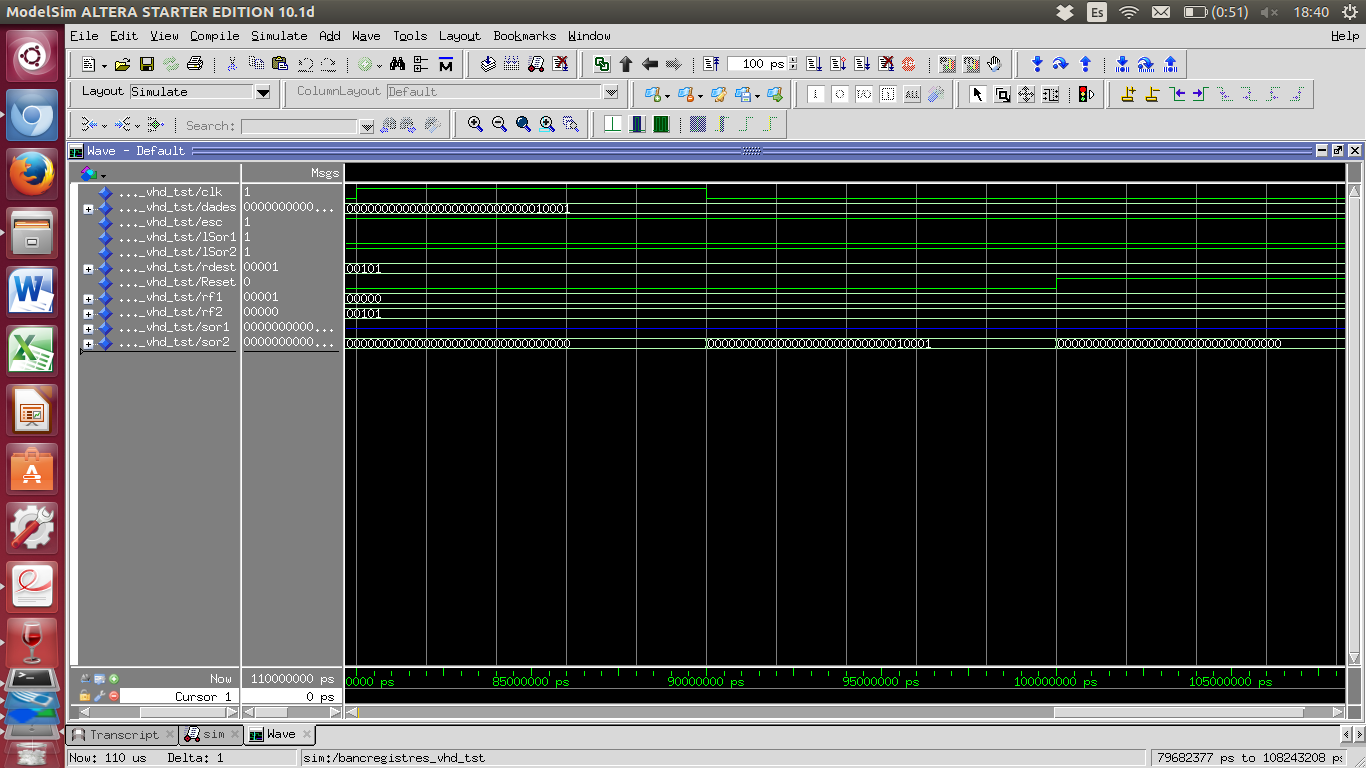 ModelSim ALTERA STARTER EDITION 10.1d Es (0:51) 18:40
File Edit View Compile Simulate Add Wave Tools Layout Bookmarks Window Help
100 ps
Layout Simulate ColumnLayout Default ALL
Search:
Wave - Default
Msgs
..._vhd_tst/clk 1
..._vhd_tst/dades 0000000000... 00000000000000000000000000010001
..._vhd_tst/esc 1
..._vhd_tst/lSor1 1
..._vhd_tst/lSor2 1
..._vhd_tst/rdest 00001 00101
..._vhd_tst/Reset 0
..._vhd_tst/rf1 00001 00000
..._vhd_tst/rf2 00000 00101
..._vhd_tst/sor1 0000000000...
..._vhd_tst/sor2 0000000000... 00000000000000000000000000000000 00000000000000000000000000010001 00000000000000000000000000000000
Now 110000000 ps 0000 ps 85000000 ps 90000000 ps 95000000 ps 100000000 ps 105000000 ps
Cursor 1 0 ps
Transcript sim Wave
Now: 110 us Delta: 1 sim:/bancregistres_vhd_tst 79682377 ps to 108243208 ps